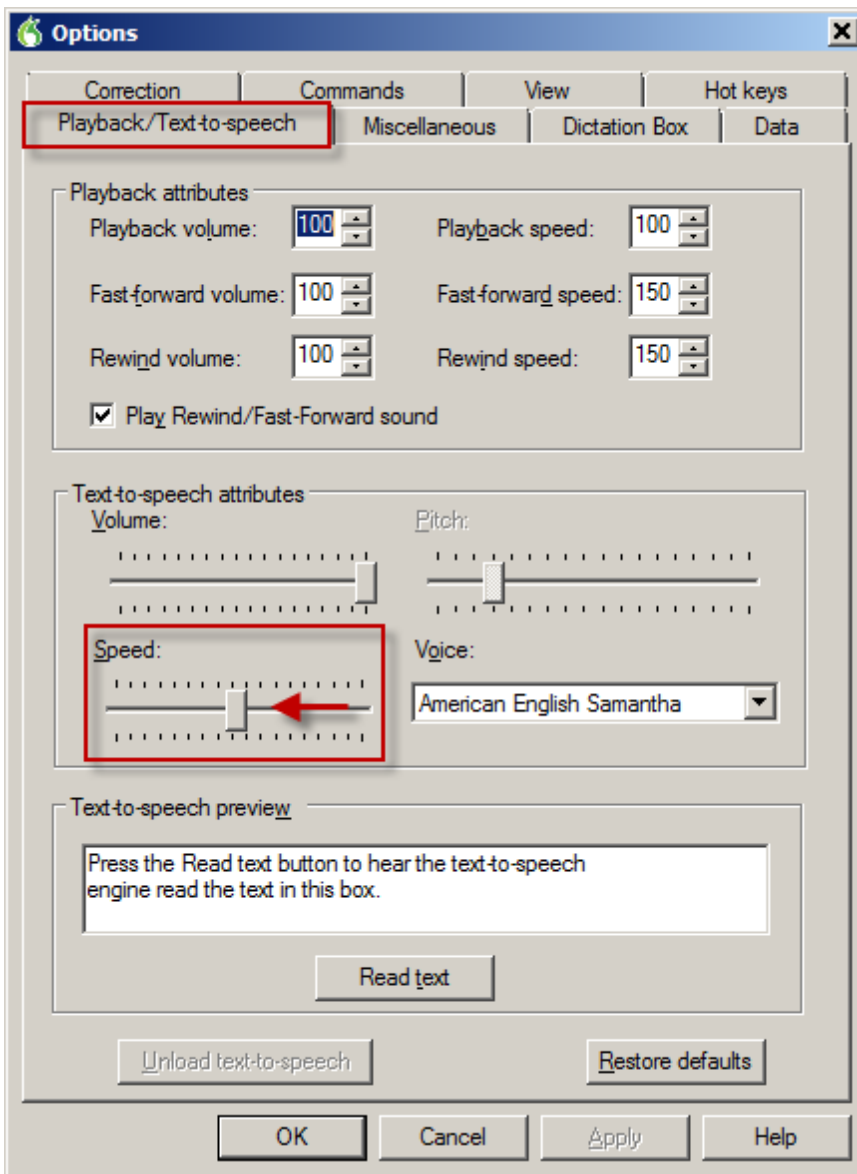 Options
Correction Commands View Hot keys
Playback/Text-to-speech Miscellaneous Dictation Box Data
Playback attributes
Playback volume: 100 Playback speed: 100
Fast-forward volume: 100 Fast-forward speed: 150
Rewind volume: 100 Rewind speed: 150
Play Rewind/Fast-Forward sound
Text-to-speech attributes
Volume: Pitch:
Speed: Voice:
American English Samantha
Text-to-speech preview
Press the Read text button to hear the text-to-speech
engine read the text in this box.
Read text
Unload text-to-speech Restore defaults
OK Cancel Apply Help